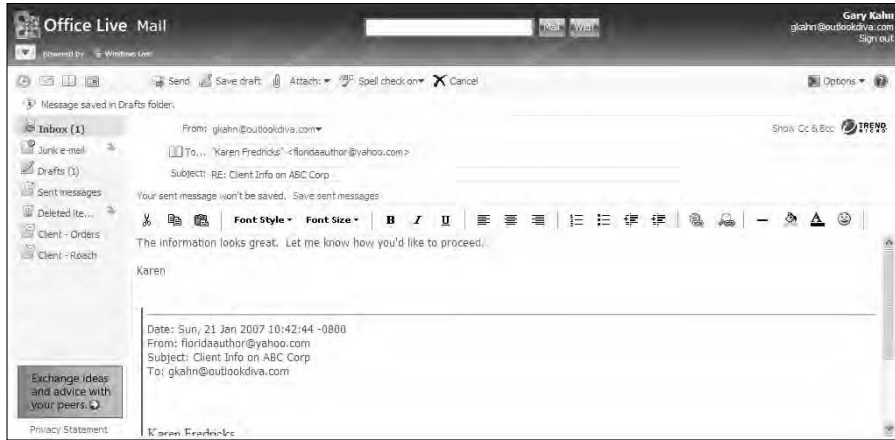 Office Live Mail
Mail Web
Gary Kahn
gkahn@outlookdiva.com
Sign out
powered by Windows Live
Send Save draft Attach: Spell check on Cancel
Options
Message saved in Drafts folder.
Inbox (1)
Junk e-mail
Drafts (1)
Sent messages
Deleted Ite...
Client - Orders
Client - Roach
From: gkahn@outlookdiva.com
Show Cc & Bcc TREND MICRO
To... "Karen Fredricks" <floridaauthor@yahoo.com>
Subject: RE: Client Info on ABC Corp
Your sent message won't be saved. Save sent messages
Font Style Font Size B I U A
The information looks great. Let me know how you'd like to proceed.
Karen
Date: Sun, 21 Jan 2007 10:42:44 -0800
From: floridaauthor@yahoo.com
Subject: Client Info on ABC Corp
To: gkahn@outlookdiva.com
Karen Fredricks
Exchange ideas
and advice with
your peers.
Privacy Statement